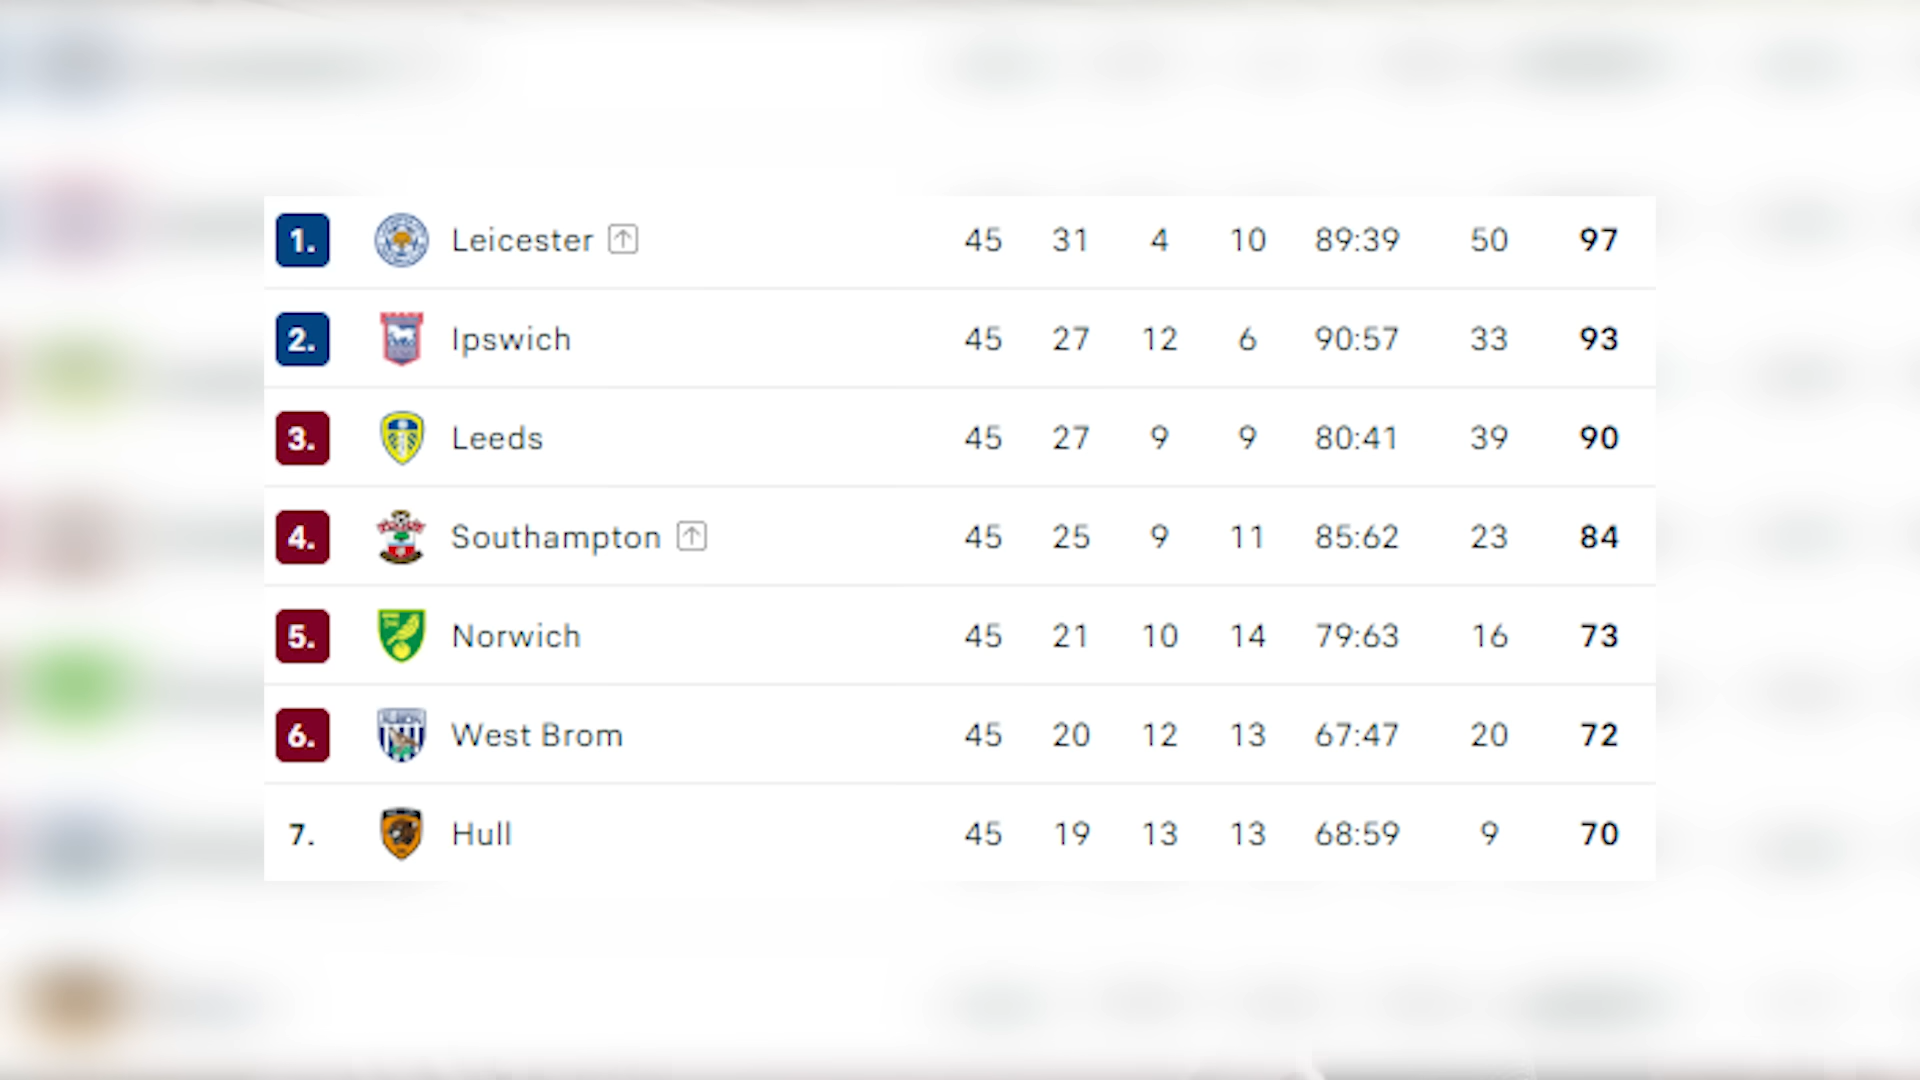 1. Leicester 45 31 4 10 89:39 50 97
2. Ipswich 45 27 12 6 90:57 33 93
3. Leeds 45 27 9 9 80:41 39 90
4. Southampton 45 25 9 11 85:62 23 84
5. Norwich 45 21 10 14 79:63 16 73
6. West Brom 45 20 12 13 67:47 20 72
7. Hull 45 19 13 13 68:59 9 70